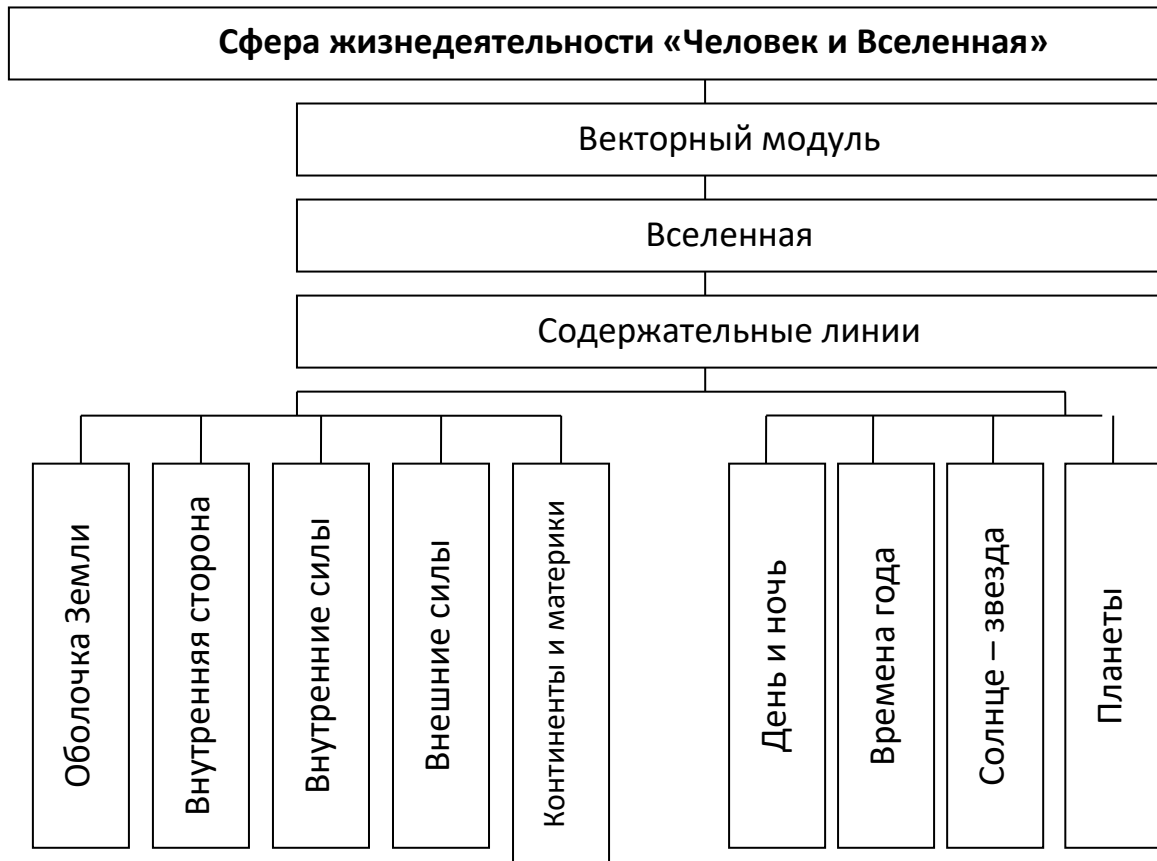 Сфера жизнедеятельности «Человек и Вселенная»
Векторный модуль
Вселенная
Содержательные линии
Оболочка Земли
Внутренняя сторона
Внутренние силы
Внешние силы
Континенты и материки
День и ночь
Времена года
Солнце – звезда
Планеты